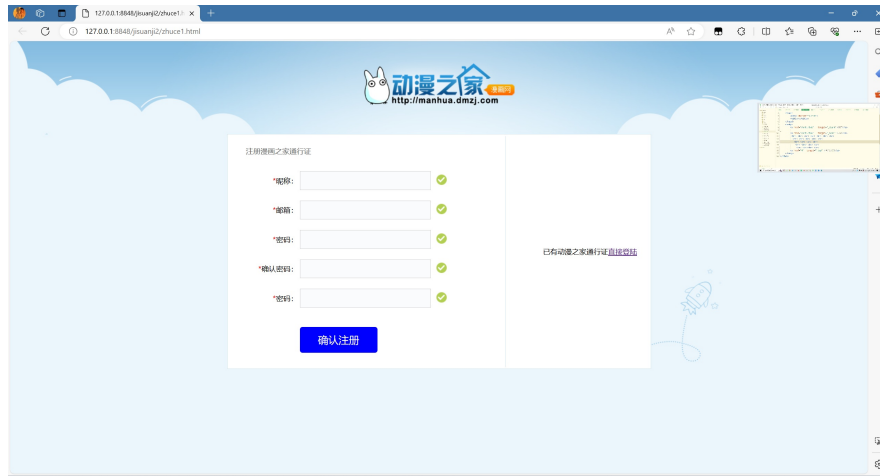 127.0.0.1:8848/jisuanji2/zhuce1.h
127.0.0.1:8848/jisuanji2/zhuce1.html
动漫之家
漫画网
http://manhua.dmzj.com
注册漫画之家通行证
*昵称：
*邮箱：
*密码：
已有动漫之家通行证直接登陆
*确认密码：
*密码：
确认注册